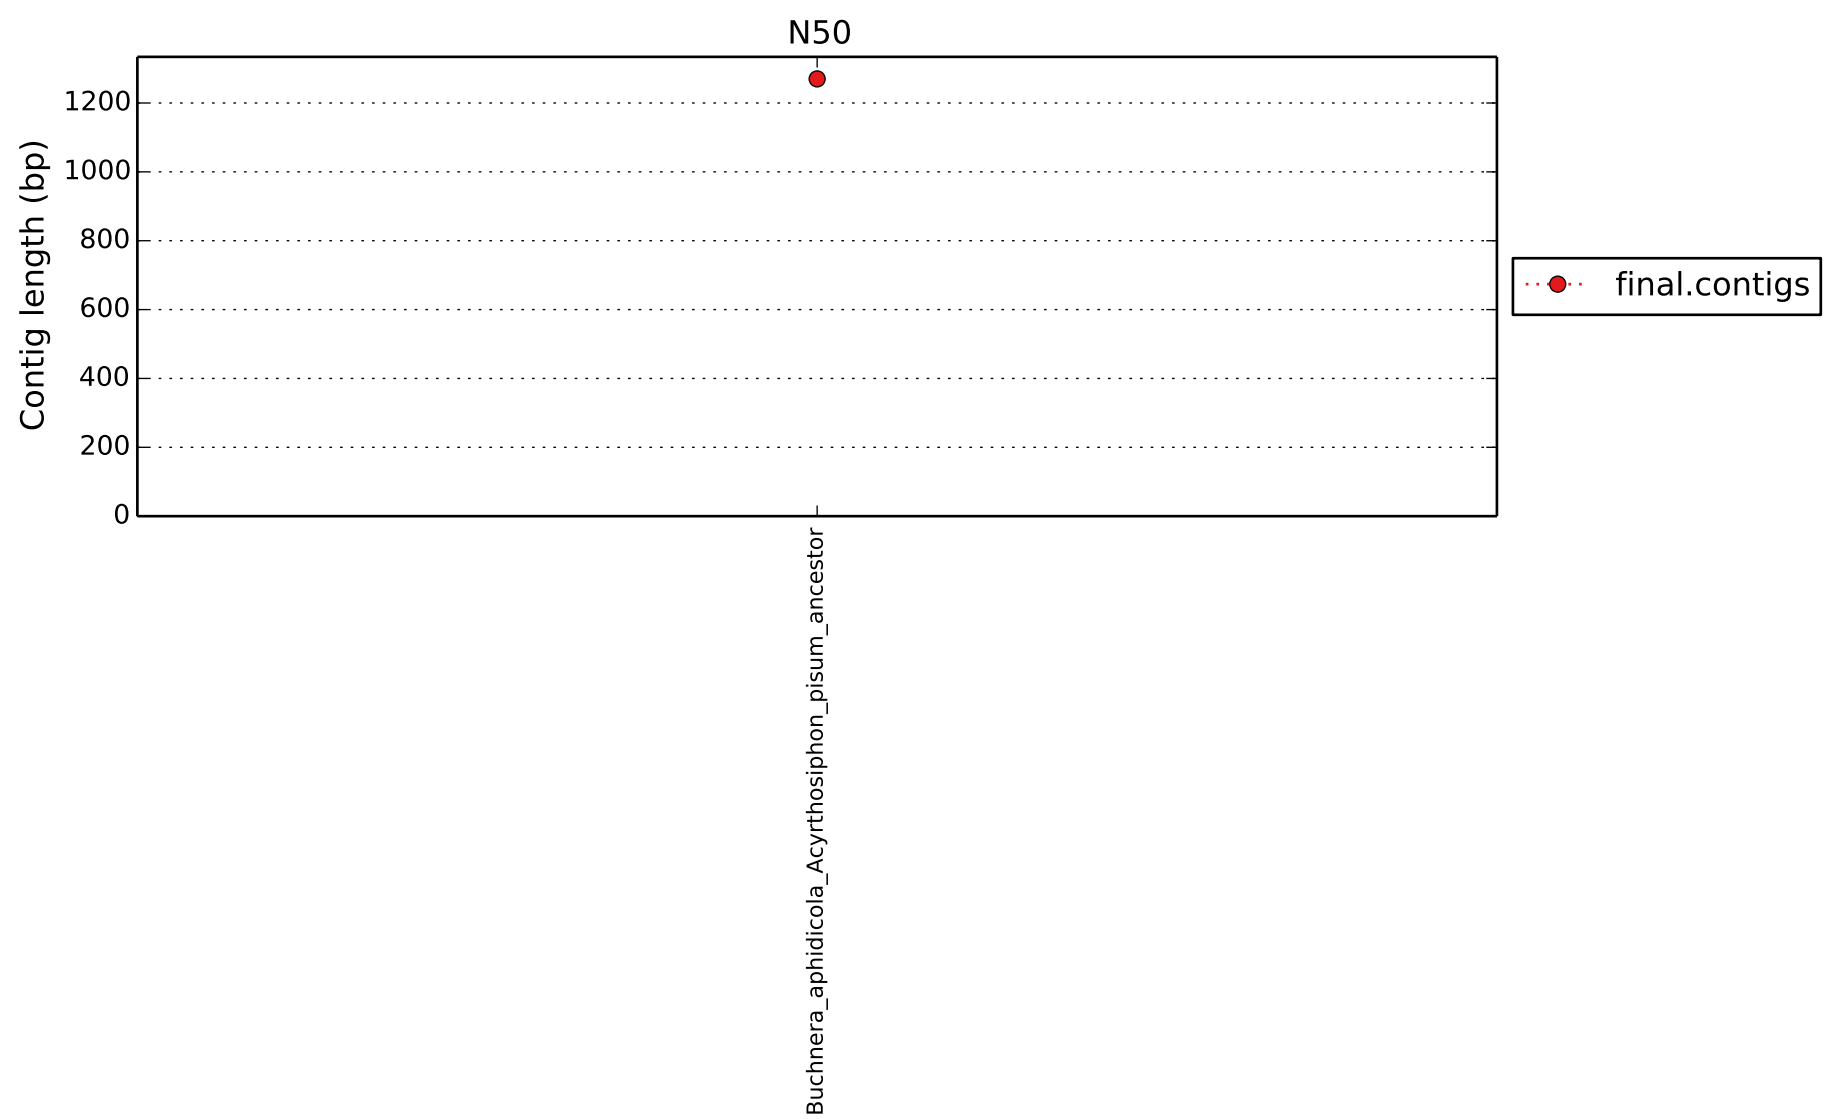 N50
Contig length (bp)
1200
1000
800
600
400
200
0
final.contigs
Buchnera_aphidicola_Acyrthosiphon_pisum_ancestor